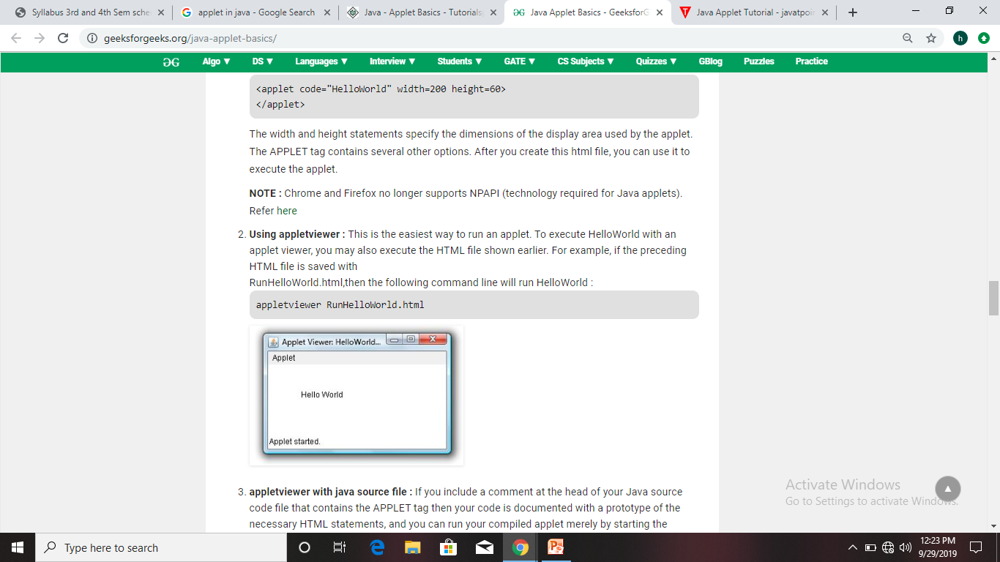 Syllabus 3rd and 4th Sem sche
applet in java - Google Search
Java - Applet Basics - Tutorials
Java Applet Basics - GeeksforG
Java Applet Tutorial - javatpoin
geeksforgeeks.org/java-applet-basics/
h
Algo ▼ DS ▼ Languages ▼ Interview ▼ Students ▼ GATE ▼ CS Subjects ▼ Quizzes ▼ GBlog Puzzles Practice
<applet code="HelloWorld" width=200 height=60>
</applet>
The width and height statements specify the dimensions of the display area used by the applet.
The APPLET tag contains several other options. After you create this html file, you can use it to
execute the applet.
NOTE : Chrome and Firefox no longer supports NPAPI (technology required for Java applets).
Refer here
2. Using appletviewer : This is the easiest way to run an applet. To execute HelloWorld with an
applet viewer, you may also execute the HTML file shown earlier. For example, if the preceding
HTML file is saved with
RunHelloWorld.html,then the following command line will run HelloWorld :
appletviewer RunHelloWorld.html
Applet Viewer: HelloWorld...
Applet
Hello World
Applet started.
3. appletviewer with java source file : If you include a comment at the head of your Java source
code file that contains the APPLET tag then your code is documented with a prototype of the
necessary HTML statements, and you can run your compiled applet merely by starting the
Activate Windows
Go to Settings to activate Windows.
Type here to search
12:23 PM
9/29/2019